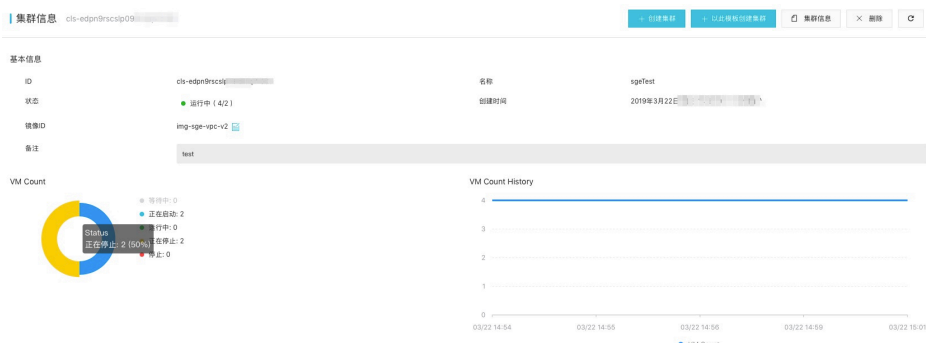 集群信息 cls-edpn9rscslp09
+ 创建集群
+ 以此模板创建集群
集群信息
× 删除
基本信息
ID cls-edpn9rscsl 名称 sgeTest
状态 运行中 ( 4/2 ) 创建时间 2019年3月22日
镜像ID img-sge-vpc-v2
备注 test
VM Count
等待中: 0
正在启动: 2
运行中: 0
正在停止: 2
停止: 0
Status
正在停止: 2 (50%)
VM Count History
4
3
2
1
0
03/22 14:54 03/22 14:55 03/22 14:56 03/22 14:59 03/22 15:01